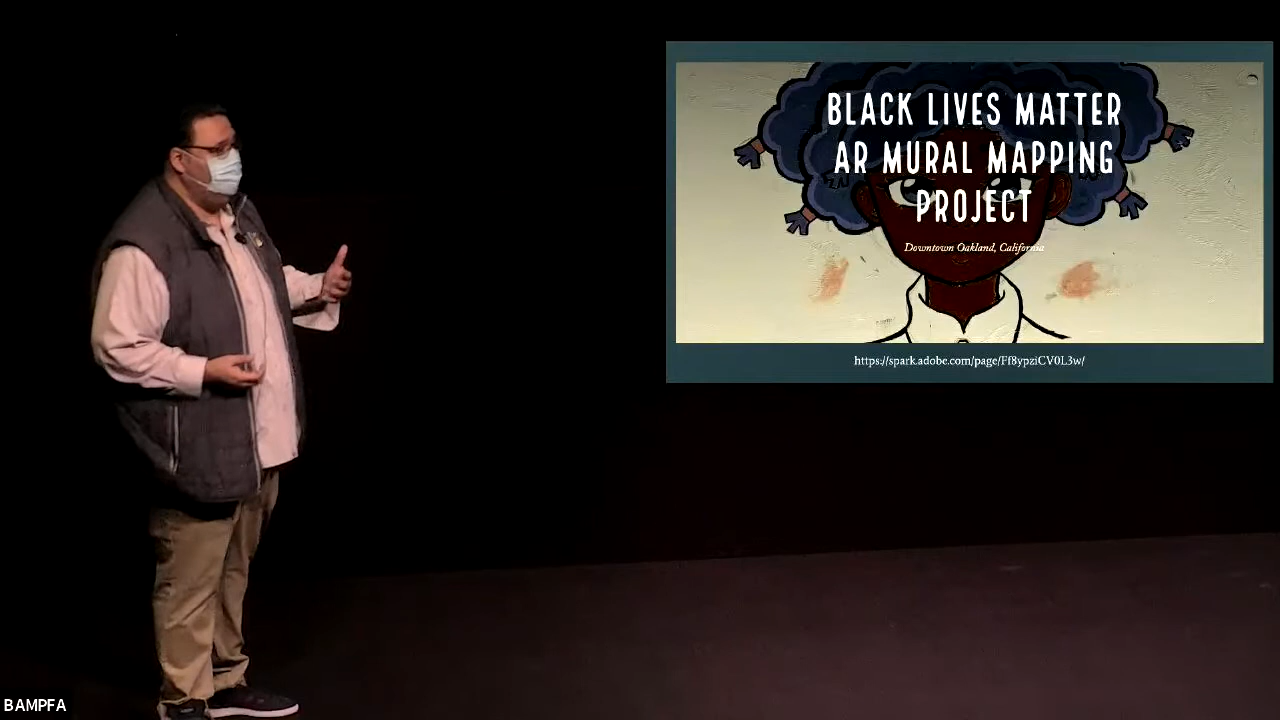 BLACK LIVES MATTER
AR MURAL MAPPING
PROJECT
Downtown Oakland, California
https://spark.adobe.com/page/Ff8ypziCV0L3w/
BAMPFA